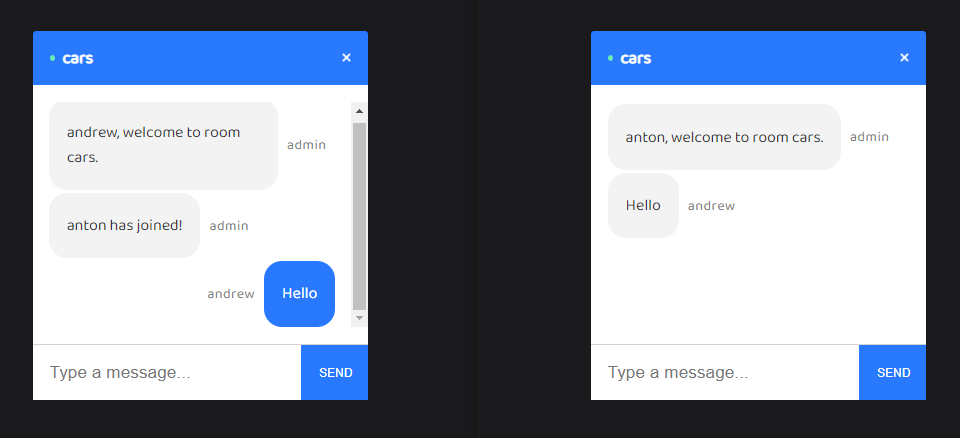 cars
×
andrew, welcome to room
cars.
admin
anton has joined!
admin
andrew
Hello
Type a message...
SEND
cars
×
anton, welcome to room cars.
admin
Hello
andrew
Type a message...
SEND